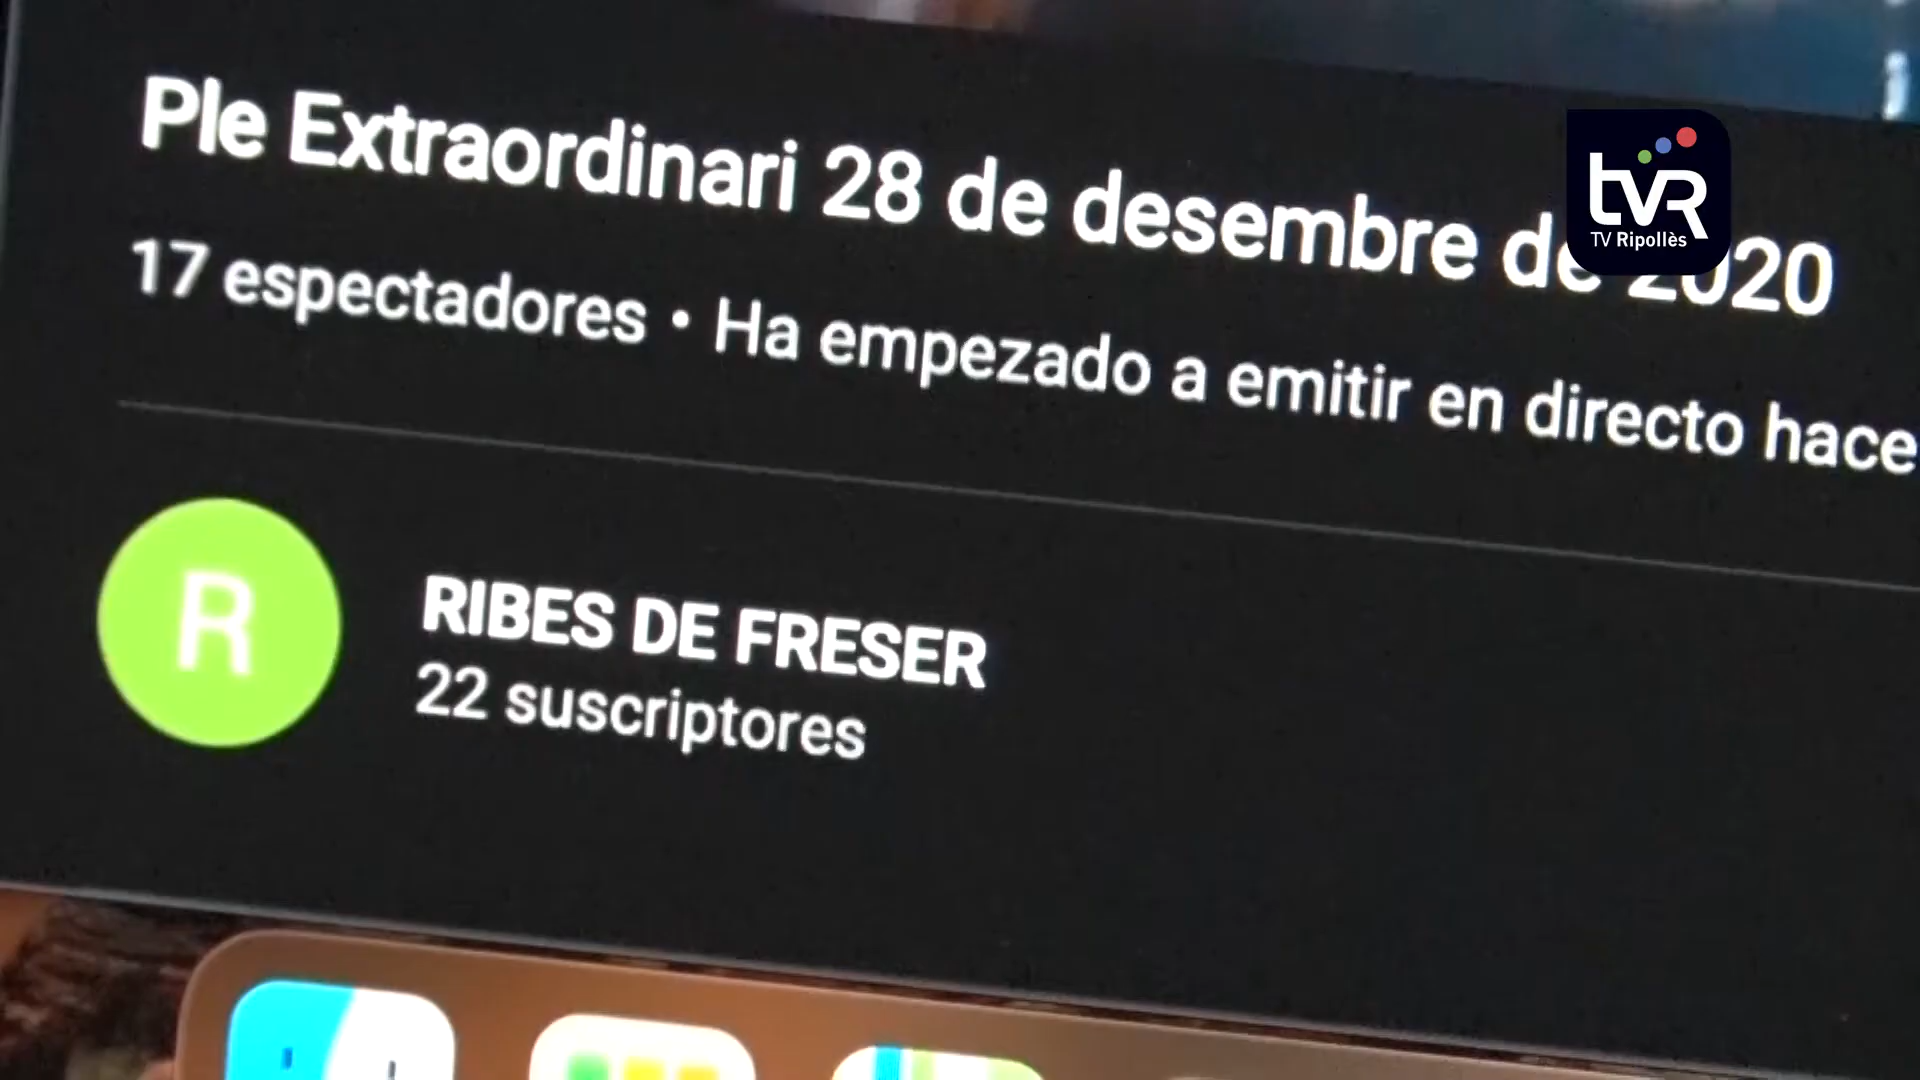 Ple Extraordinari 28 de desembre de 2020
tvR
TV Ripollès
17 espectadores • Ha empezado a emitir en directo hace
R
RIBES DE FRESER
22 suscriptores